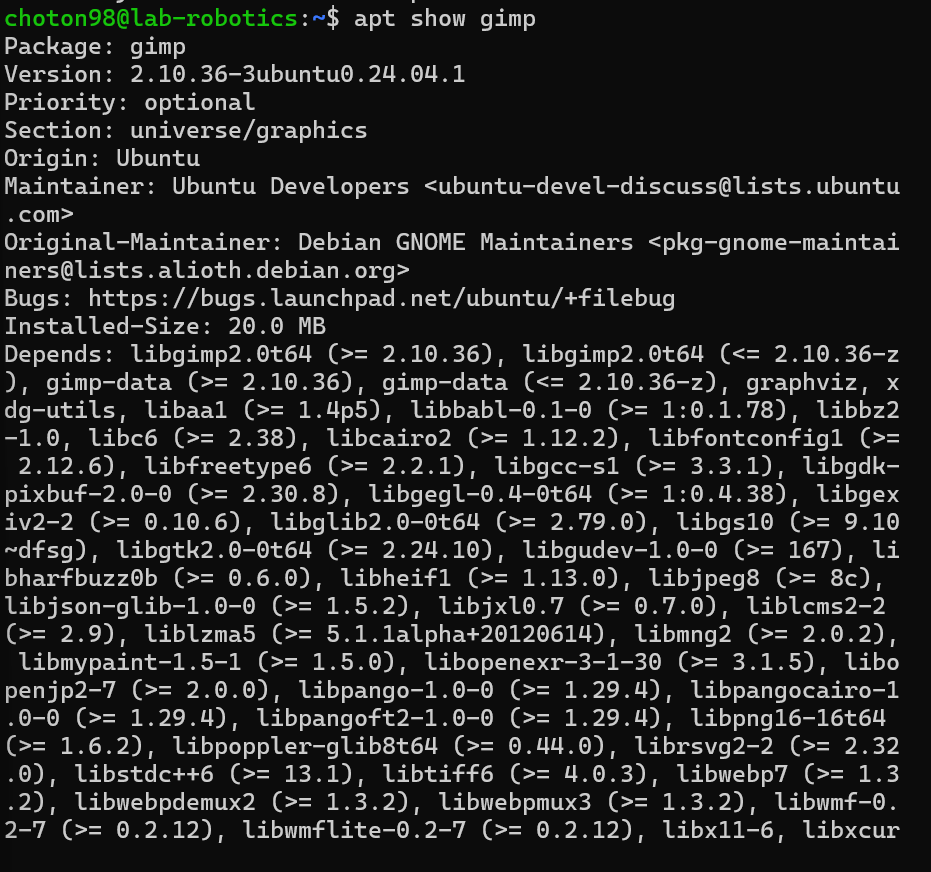 choton98@lab-robotics:~$ apt show gimp
Package: gimp
Version: 2.10.36-3ubuntu0.24.04.1
Priority: optional
Section: universe/graphics
Origin: Ubuntu
Maintainer: Ubuntu Developers <ubuntu-devel-discuss@lists.ubuntu
.com>
Original-Maintainer: Debian GNOME Maintainers <pkg-gnome-maintai
ners@lists.alioth.debian.org>
Bugs: https://bugs.launchpad.net/ubuntu/+filebug
Installed-Size: 20.0 MB
Depends: libgimp2.0t64 (>= 2.10.36), libgimp2.0t64 (<= 2.10.36-z
), gimp-data (>= 2.10.36), gimp-data (<= 2.10.36-z), graphviz, x
dg-utils, libaa1 (>= 1.4p5), libbabl-0.1-0 (>= 1:0.1.78), libbz2
-1.0, libc6 (>= 2.38), libcairo2 (>= 1.12.2), libfontconfig1 (>=
 2.12.6), libfreetype6 (>= 2.2.1), libgcc-s1 (>= 3.3.1), libgdk-
pixbuf-2.0-0 (>= 2.30.8), libgegl-0.4-0t64 (>= 1:0.4.38), libgex
iv2-2 (>= 0.10.6), libglib2.0-0t64 (>= 2.79.0), libgs10 (>= 9.10
~dfsg), libgtk2.0-0t64 (>= 2.24.10), libgudev-1.0-0 (>= 167), li
bharfbuzz0b (>= 0.6.0), libheif1 (>= 1.13.0), libjpeg8 (>= 8c),
libjson-glib-1.0-0 (>= 1.5.2), libjxl0.7 (>= 0.7.0), liblcms2-2
(>= 2.9), liblzma5 (>= 5.1.1alpha+20120614), libmng2 (>= 2.0.2),
 libmypaint-1.5-1 (>= 1.5.0), libopenexr-3-1-30 (>= 3.1.5), libo
penjp2-7 (>= 2.0.0), libpango-1.0-0 (>= 1.29.4), libpangocairo-1
.0-0 (>= 1.29.4), libpangoft2-1.0-0 (>= 1.29.4), libpng16-16t64
(>= 1.6.2), libpoppler-glib8t64 (>= 0.44.0), librsvg2-2 (>= 2.32
.0), libstdc++6 (>= 13.1), libtiff6 (>= 4.0.3), libwebp7 (>= 1.3
.2), libwebpdemux2 (>= 1.3.2), libwebpmux3 (>= 1.3.2), libwmf-0.
2-7 (>= 0.2.12), libwmflite-0.2-7 (>= 0.2.12), libx11-6, libxcur